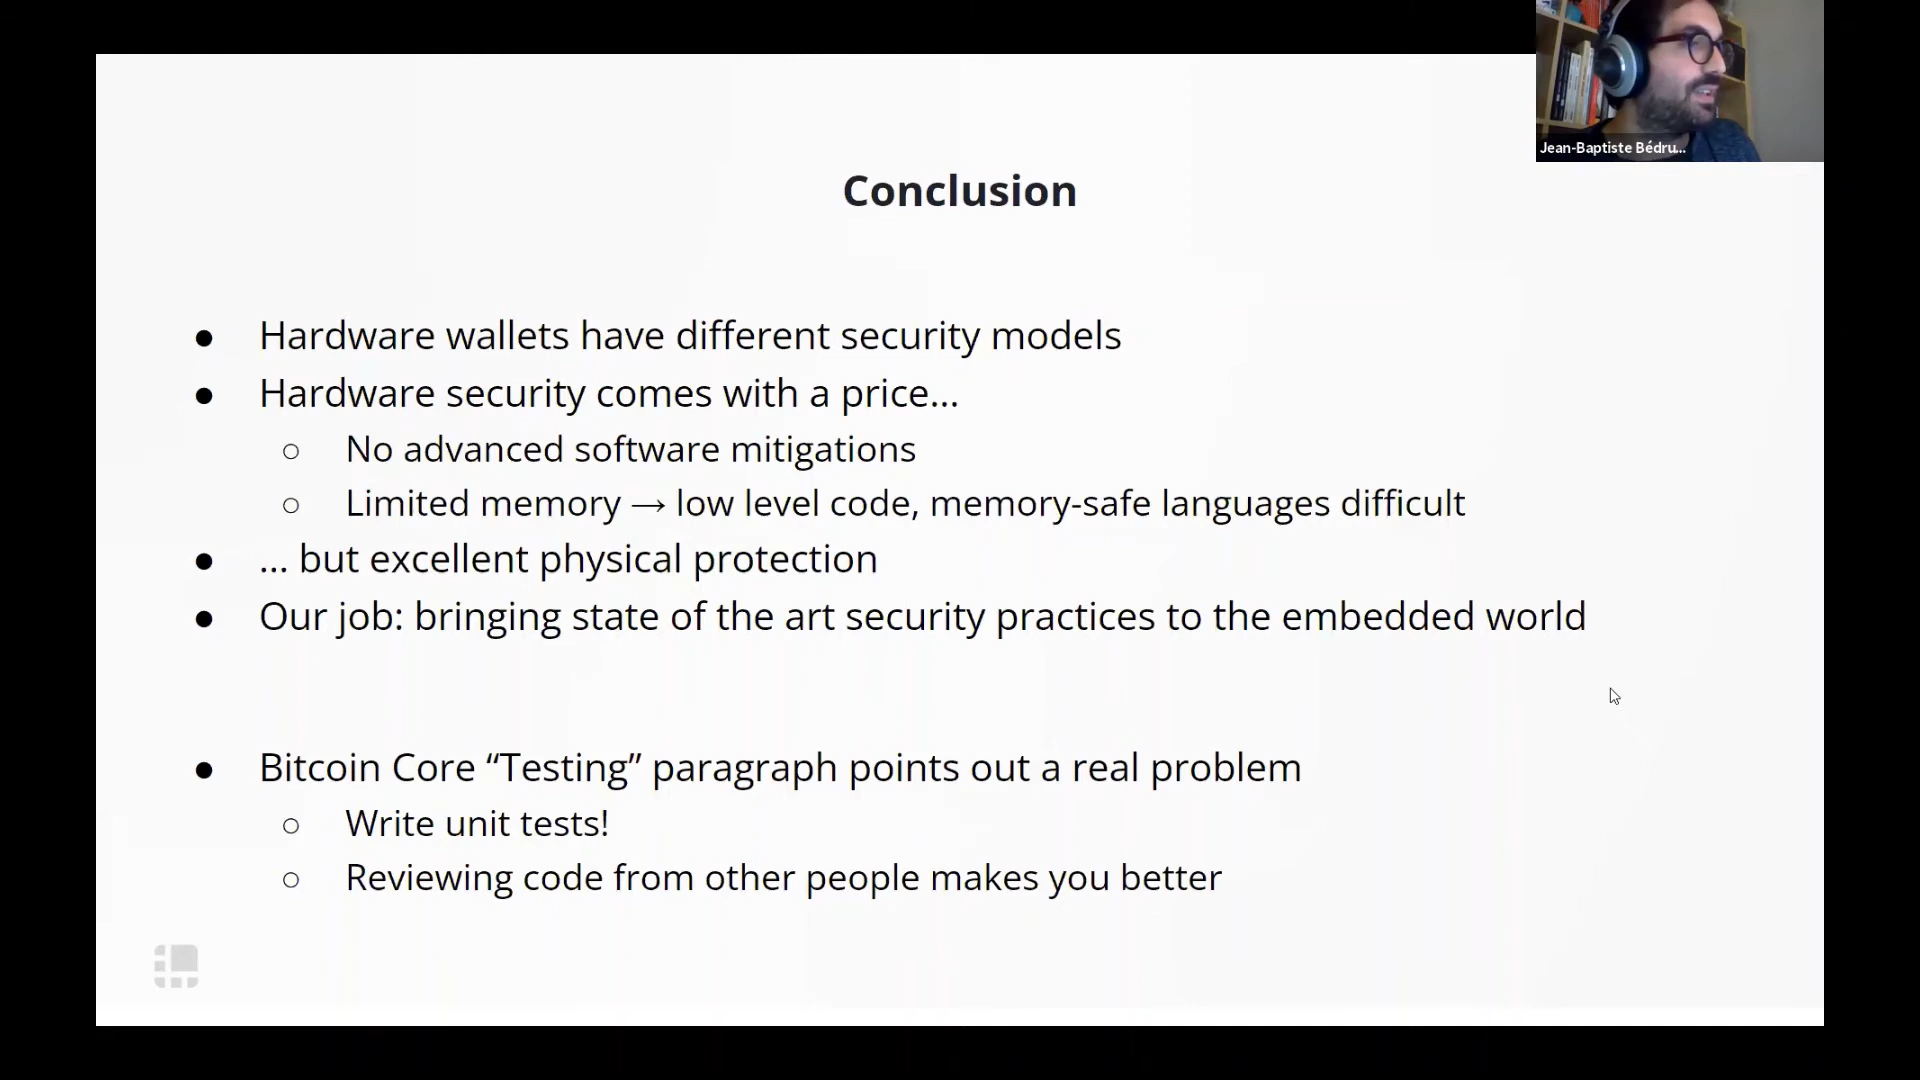 Jean-Baptiste Bédru...
Conclusion
● Hardware wallets have different security models
● Hardware security comes with a price...
○ No advanced software mitigations
○ Limited memory → low level code, memory-safe languages difficult
● ... but excellent physical protection
● Our job: bringing state of the art security practices to the embedded world
● Bitcoin Core “Testing” paragraph points out a real problem
○ Write unit tests!
○ Reviewing code from other people makes you better